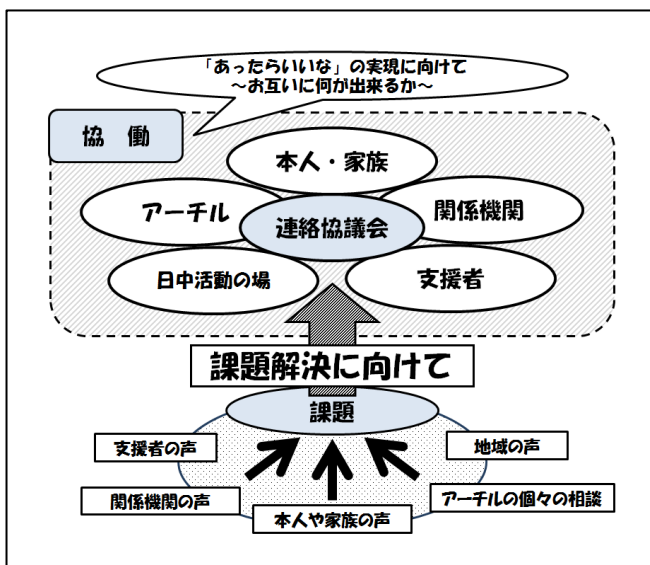 「あったらいいな」の実現に向けて
～お互いに何が出来るか～
協　働
本人・家族
アーチル
関係機関
連絡協議会
日中活動の場
支援者
課題解決に向けて
課題
支援者の声
地域の声
関係機関の声
アーチルの個々の相談
本人や家族の声